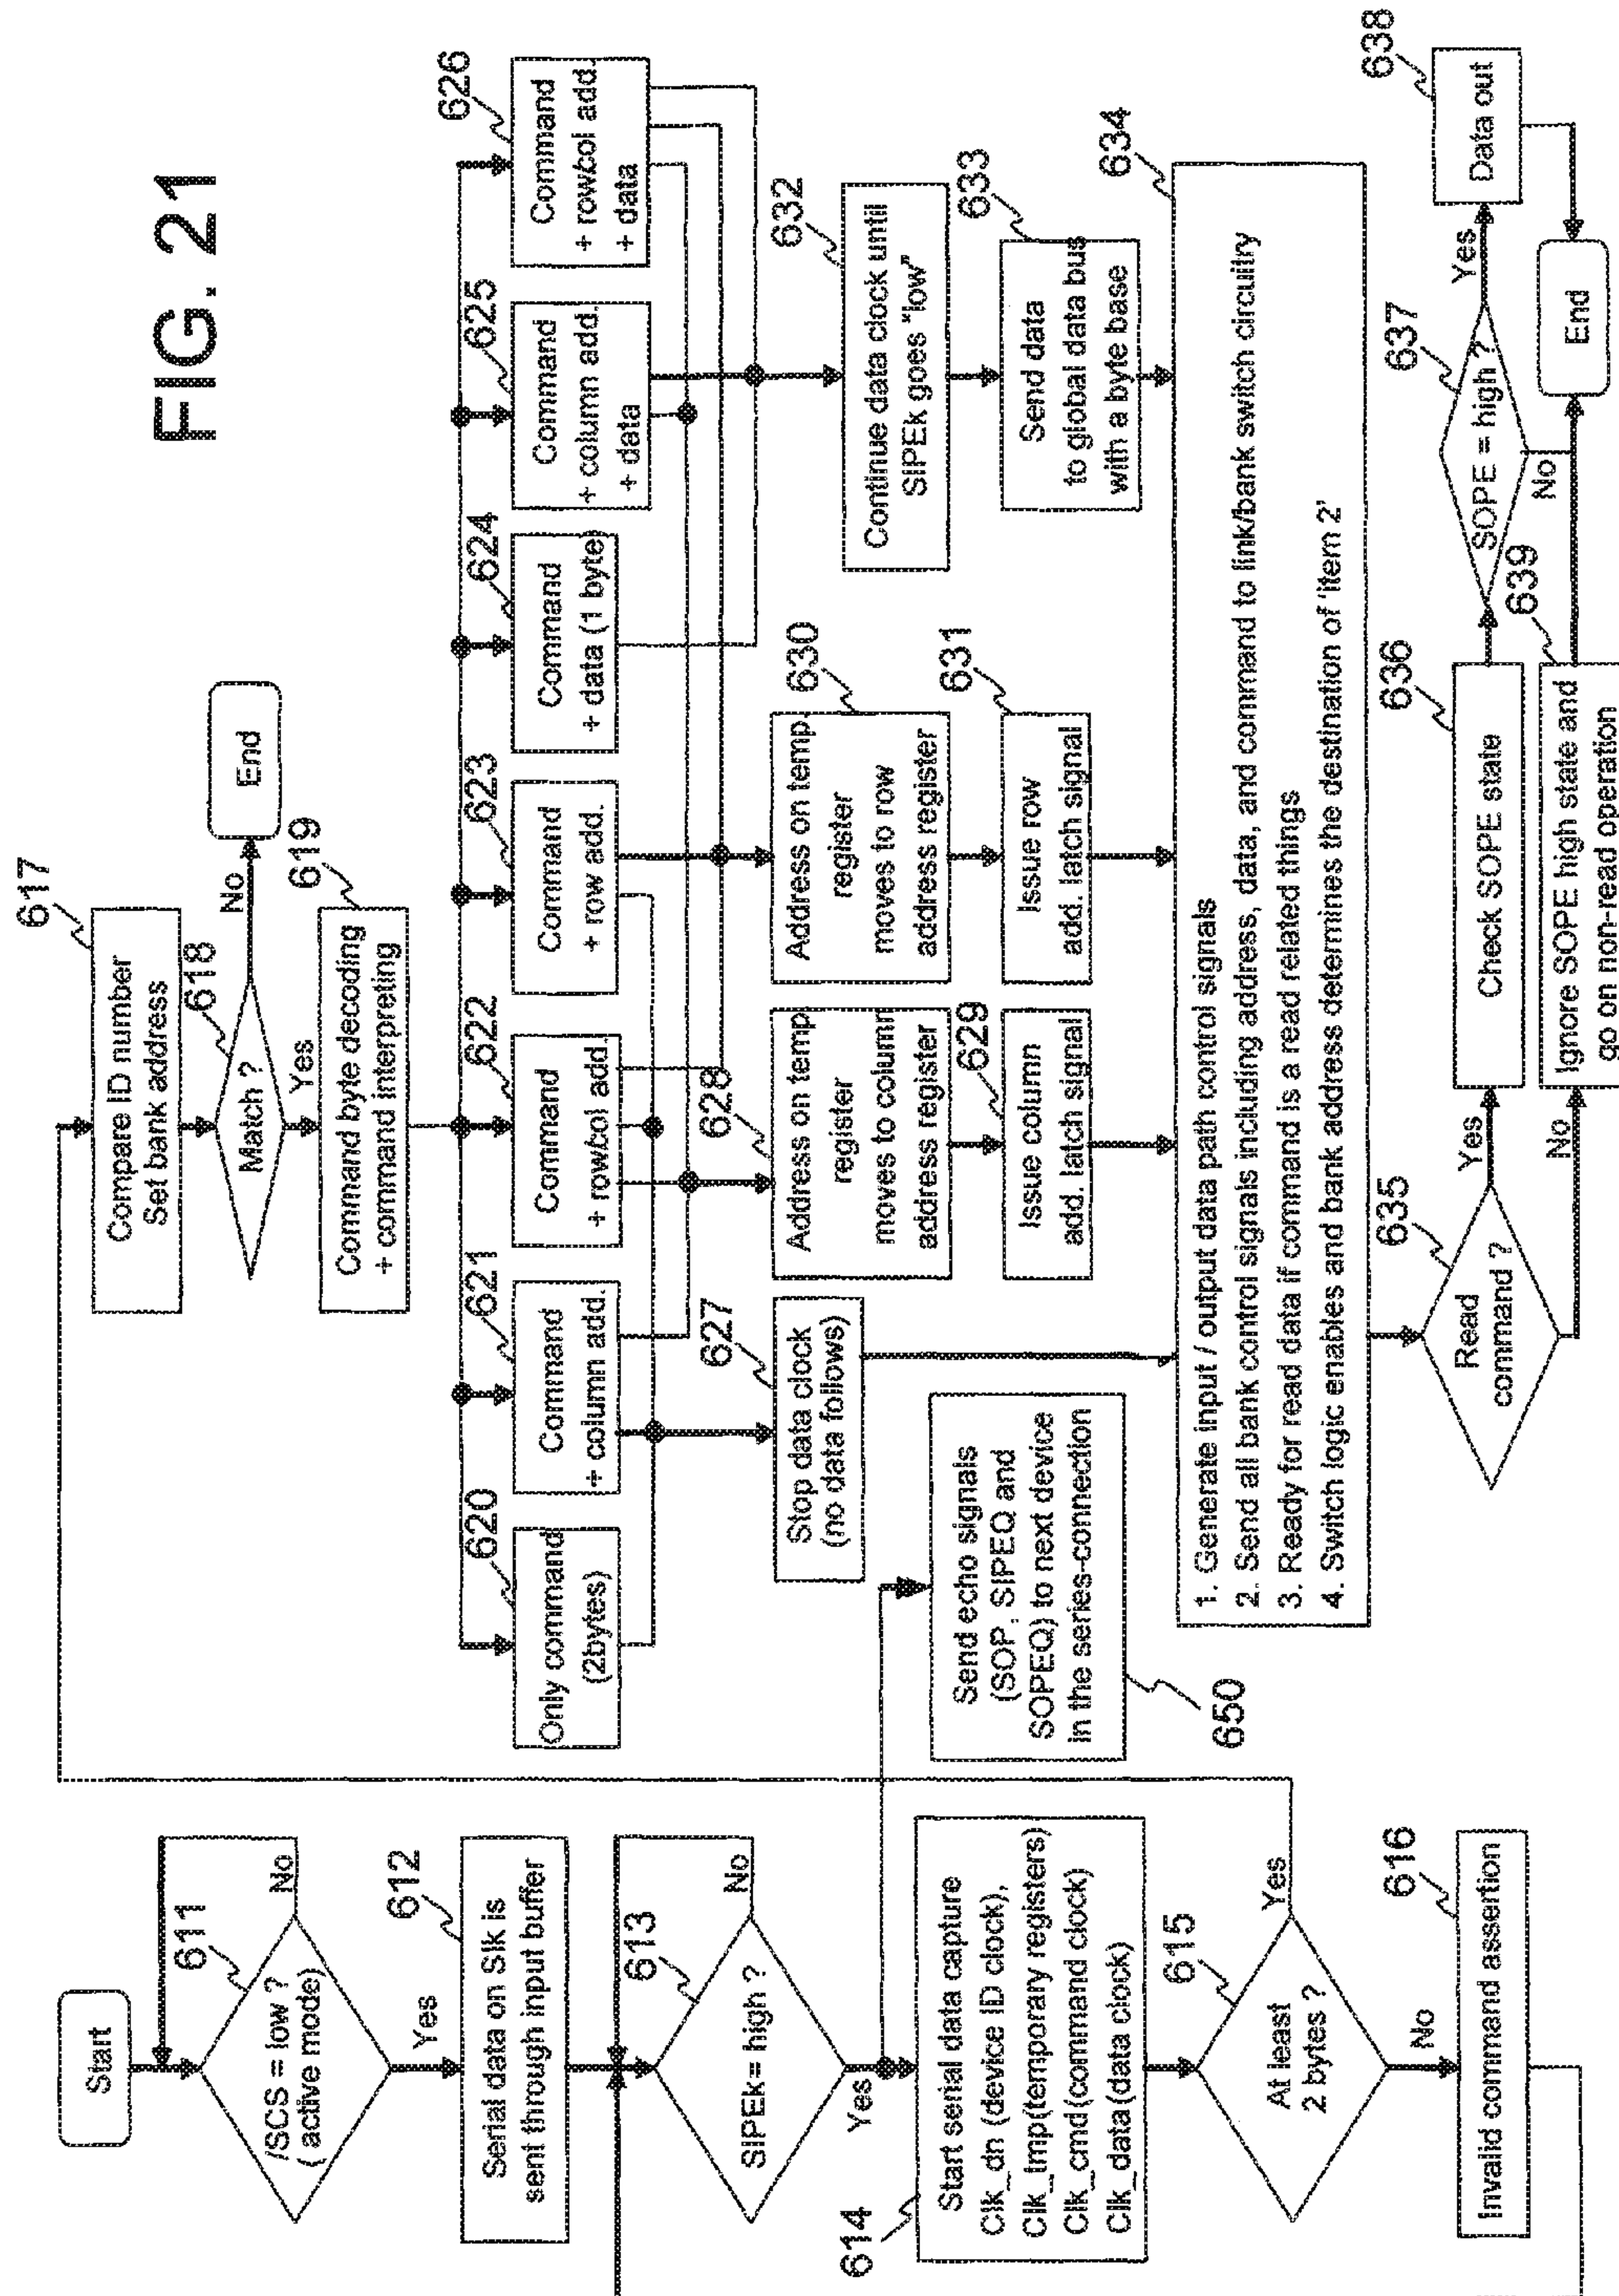 FIG. 21
Start
611
/SCS = low ?
( active mode)
No
Yes
612
Serial data on SIk is
sent through input buffer
613
SIPEk= high ?
No
Yes
614
Start serial data capture
Clk_dn (device ID clock),
Clk_tmp(temporary registers)
Clk_cmd(command clock)
Clk_data(data clock)
615
At least
2 bytes ?
Yes
No
616
Invalid command assertion
617
Compare ID number
Set bank address
618
Match ?
No
End
Yes
619
Command byte decoding
+ command interpreting
620
Only command
(2bytes)
621
Command
+ column add.
622
Command
+ row/col add.
623
Command
+ row add.
624
Command
+ data (1 byte)
625
Command
+ column add.
+ data
626
Command
+ row/col add.
+ data
627
Stop data clock
(no data follows)
628
Address on temp
register
moves to column
address register
629
Issue column
add. latch signal
630
Address on temp.
register
moves to row
address register
631
Issue row
add. latch signal
632
Continue data clock until
SIPEk goes "low"
633
Send data
to global data bus
with a byte base
650
Send echo signals
(SOP, SIPEQ and
SOPEQ) to next device
in the series-connection
634
1. Generate input / output data path control signals
2. Send all bank control signals including address, data, and command to link/bank switch circuitry
3. Ready for read data if command is a read related things
4. Switch logic enables and bank address determines the destination of 'item 2'
635
Read
command ?
Yes
No
636
Check SOPE state
637
SOPE = high ?
Yes
No
638
Data out
639
Ignore SOPE high state and
go on non-read operation
End